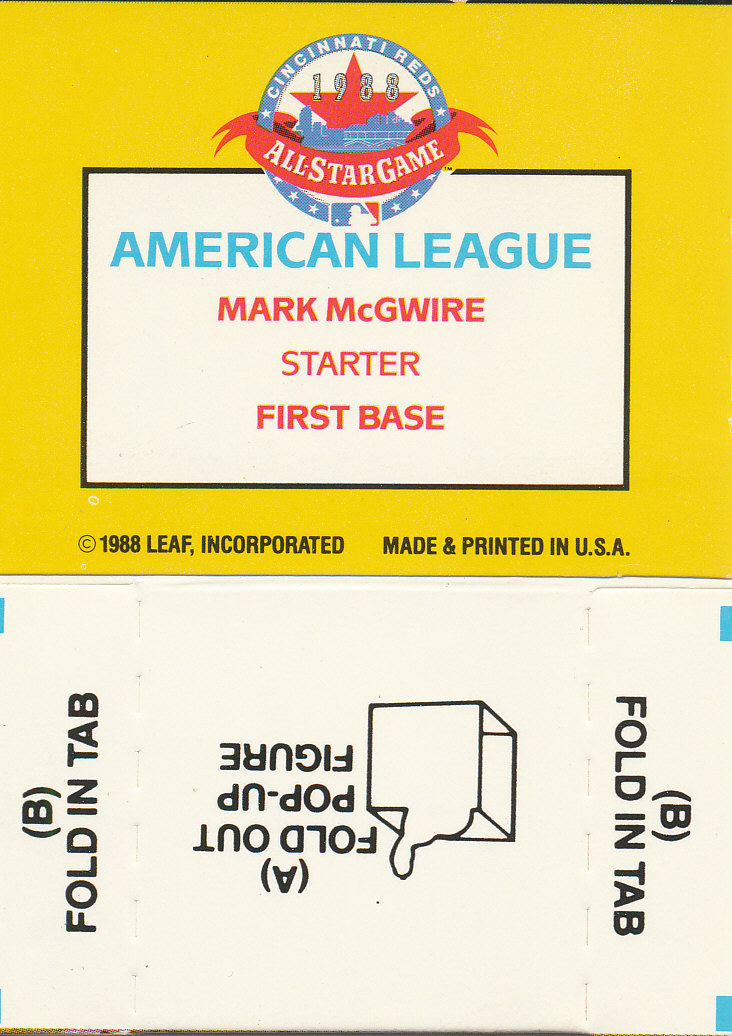 CINCINNATI REDS
1988
ALL-STAR GAME
™
AMERICAN LEAGUE
MARK McGWIRE
STARTER
FIRST BASE
© 1988 LEAF, INCORPORATED MADE & PRINTED IN U.S.A.
(B)
FOLD IN TAB
(A)
FOLD OUT
POP-UP
FIGURE
(B)
FOLD IN TAB